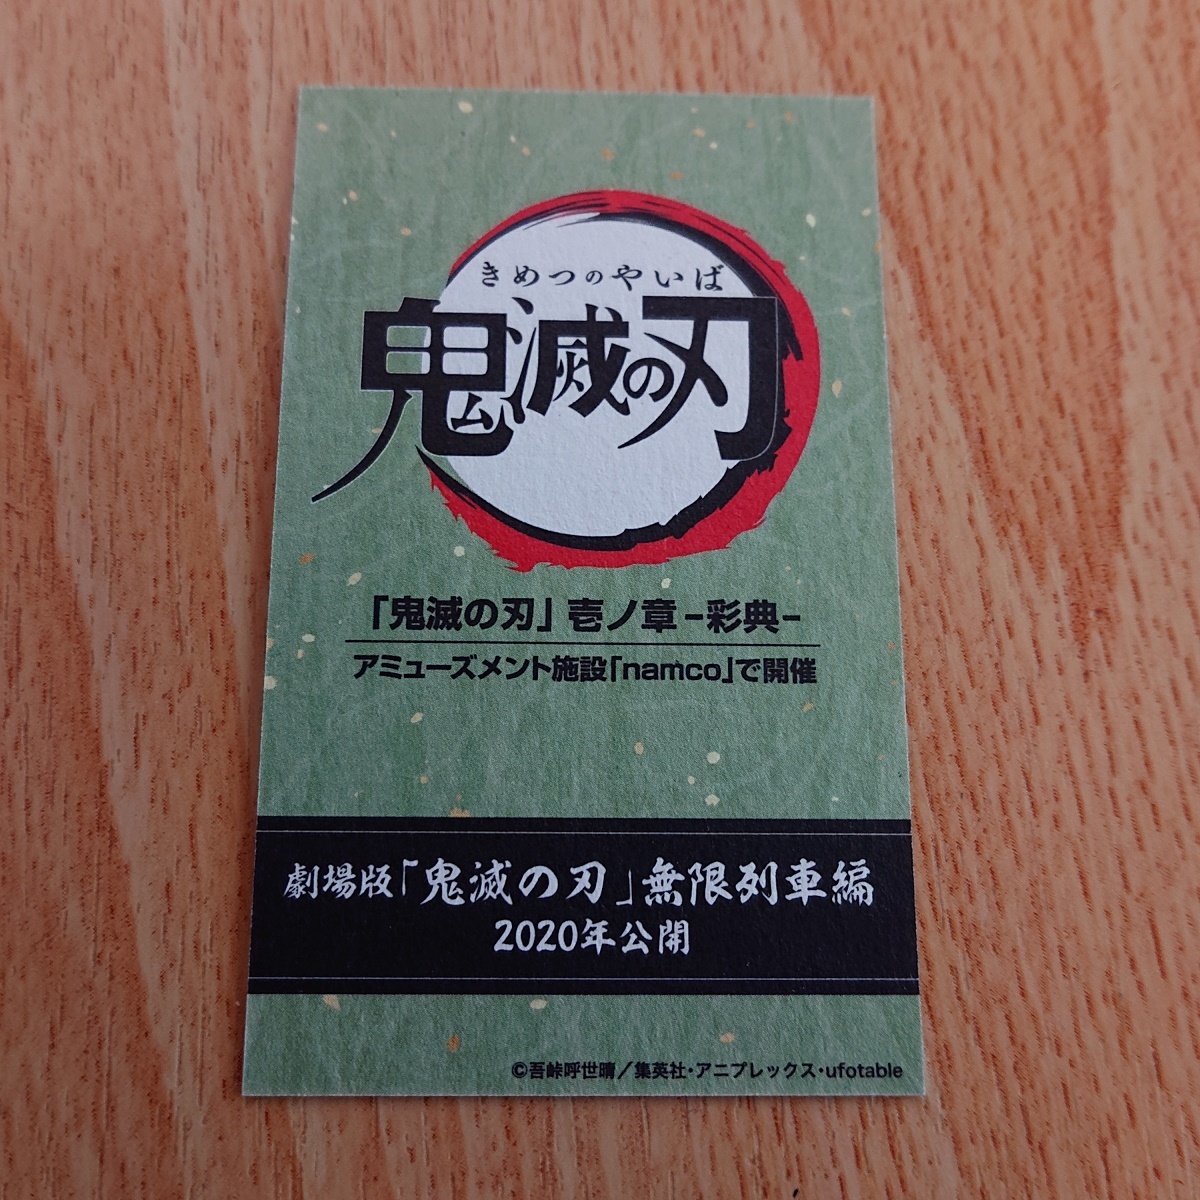 きめつのやいば
鬼滅の刃
「鬼滅の刃」壱ノ章-彩典-
アミューズメント施設「namco」で開催
劇場版「鬼滅の刃」無限列車編
2020年公開
©吾峠呼世晴／集英社・アニプレックス・ufotable